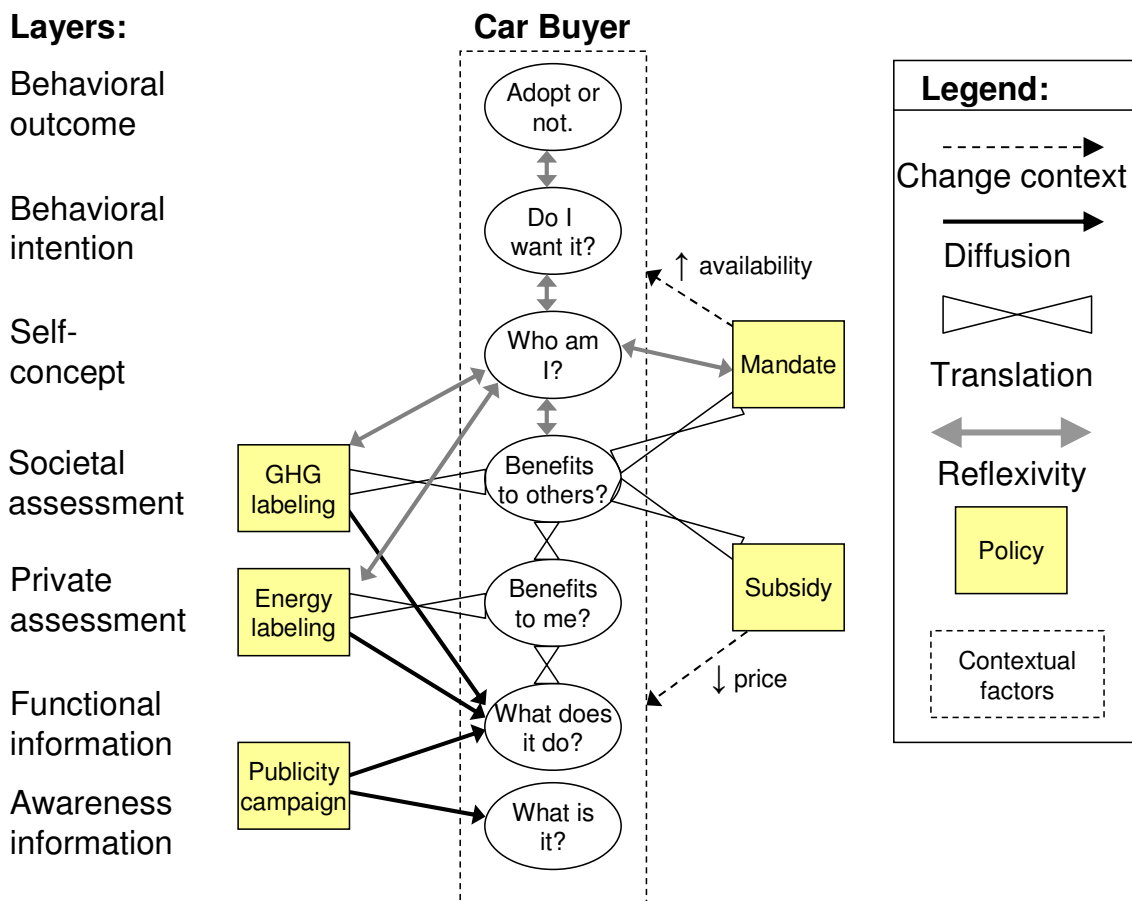 Layers:
Car Buyer
Behavioral
outcome
Adopt or
not.
Behavioral
intention
Do I
want it?
↑ availability
Self-
concept
Who am
I?
Mandate
Societal
assessment
GHG
labeling
Benefits
to others?
Private
assessment
Energy
labeling
Benefits
to me?
Subsidy
↓ price
Functional
information
What does
it do?
Publicity
campaign
Awareness
information
What is
it?
Legend:
Change context
Diffusion
Translation
Reflexivity
Policy
Contextual
factors